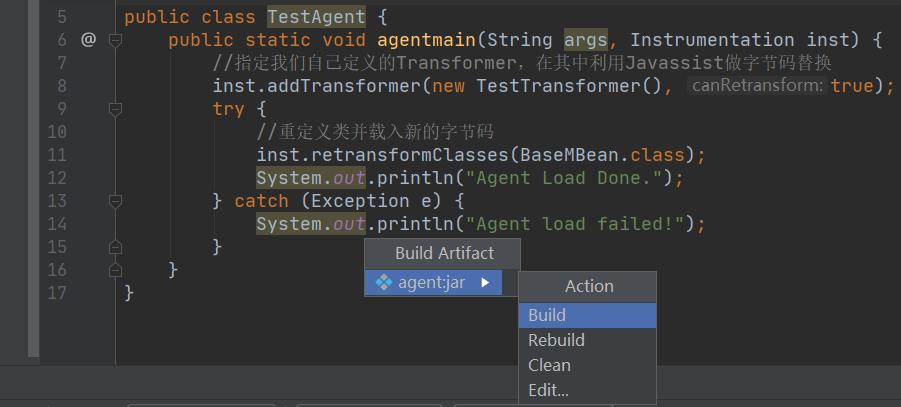 5 public class TestAgent {
6 @ public static void agentmain(String args, Instrumentation inst) {
7 //指定我们自己定义的Transformer，在其中利用Javassist做字节码替换
8 inst.addTransformer(new TestTransformer(), canRetransform: true);
9 try {
10 //重定义类并载入新的字节码
11 inst.retransformClasses(BaseMBean.class);
12 System.out.println("Agent Load Done.");
13 } catch (Exception e) {
14 System.out.println("Agent load failed!");
15 }
16 }
17 }
Build Artifact
agent:jar
Action
Build
Rebuild
Clean
Edit...